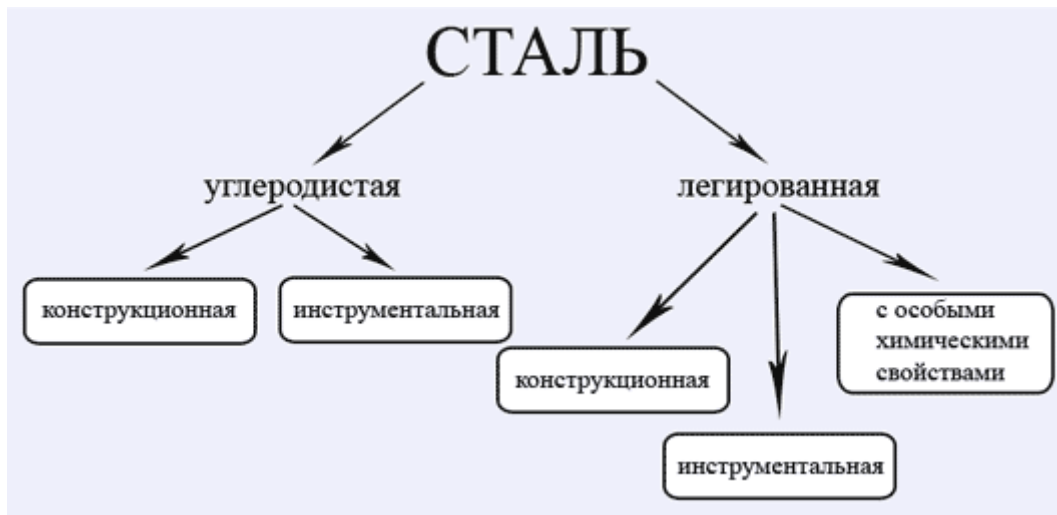 СТАЛЬ
углеродистая
легированная
конструкционная
инструментальная
конструкционная
инструментальная
с особыми
химическими
свойствами